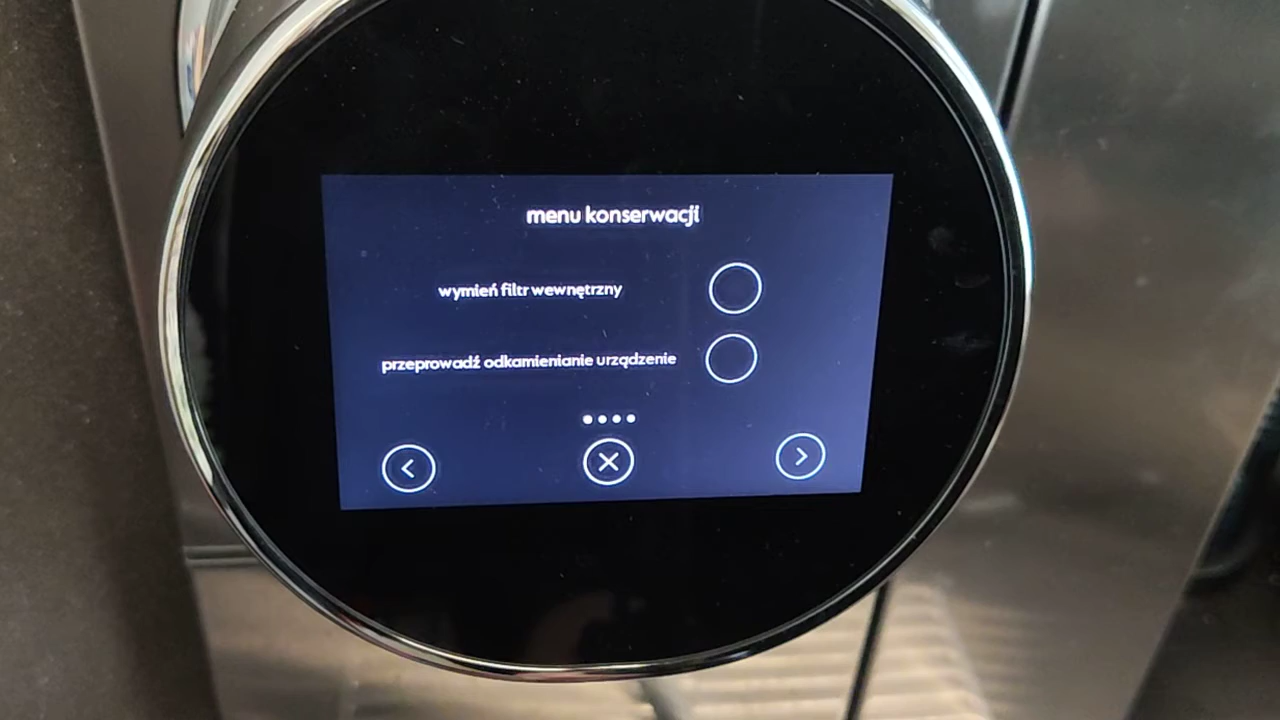 menu konserwacji
wymień filtr wewnętrzny
przeprowadź odkamienianie urządzenie